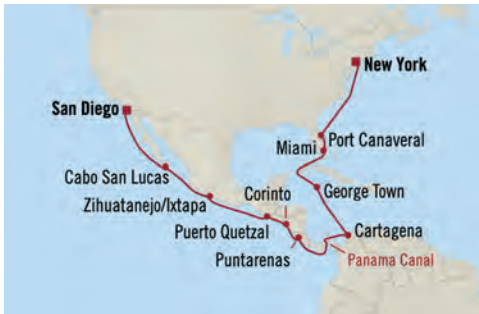 New York
San Diego
Port Canaveral
Miami
Cabo San Lucas
Corinto
George Town
Zihuatanejo/Ixtapa
Puerto Quetzal
Cartagena
Puntarenas
Panama Canal